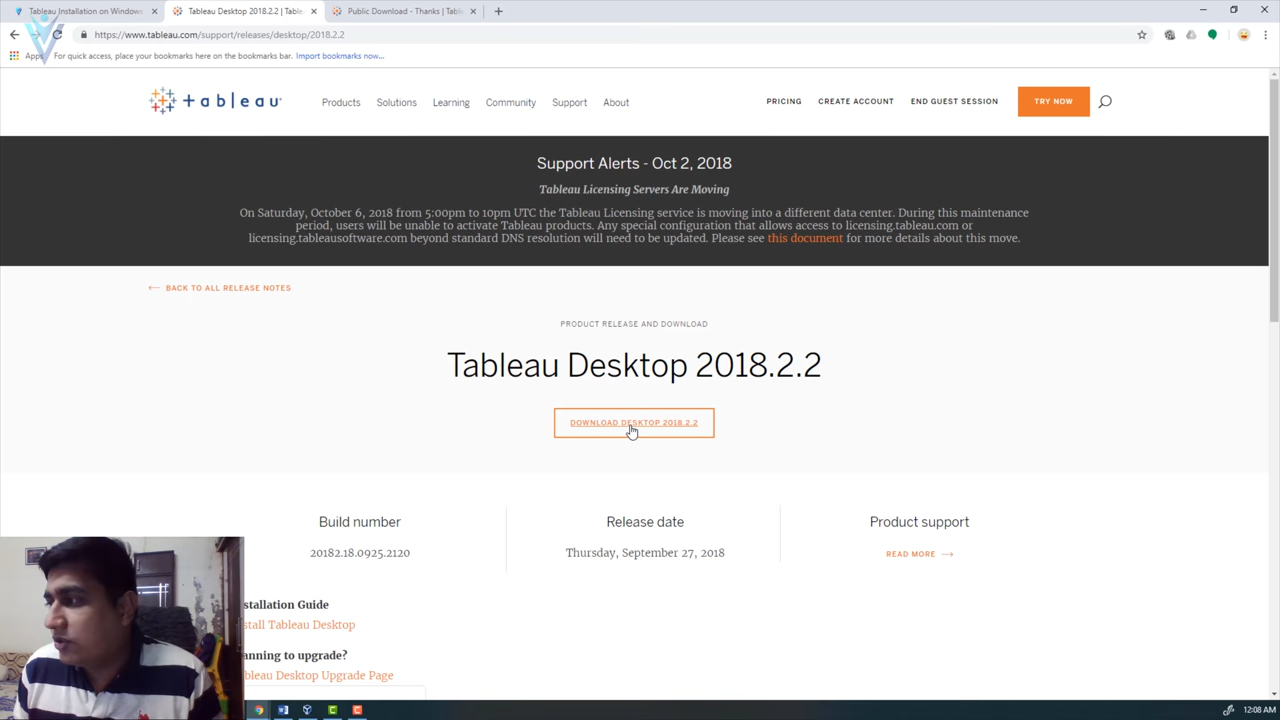 Tableau Installation on Windows
Tableau Desktop 2018.2.2 | Table
Public Download - Thanks | Tabl
https://www.tableau.com/support/releases/desktop/2018.2.2
Apps
For quick access, place your bookmarks here on the bookmarks bar. Import bookmarks now...
tableau
Products
Solutions
Learning
Community
Support
About
PRICING
CREATE ACCOUNT
END GUEST SESSION
TRY NOW
Support Alerts - Oct 2, 2018
Tableau Licensing Servers Are Moving
On Saturday, October 6, 2018 from 5:00pm to 10pm UTC the Tableau Licensing service is moving into a different data center. During this maintenance
period, users will be unable to activate Tableau products. Any special configuration that allows access to licensing.tableau.com or
licensing.tableausoftware.com beyond standard DNS resolution will need to be updated. Please see this document for more details about this move.
BACK TO ALL RELEASE NOTES
PRODUCT RELEASE AND DOWNLOAD
Tableau Desktop 2018.2.2
DOWNLOAD DESKTOP 2018.2.2
Build number
Release date
Product support
20182.18.0925.2120
Thursday, September 27, 2018
READ MORE
stallation Guide
stall Tableau Desktop
anning to upgrade?
bleau Desktop Upgrade Page
12:08 AM